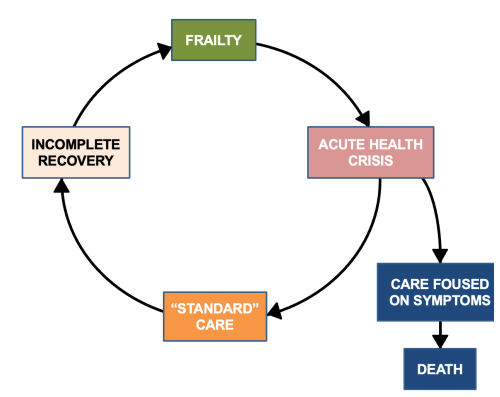 FRAILTY
ACUTE HEALTH
CRISIS
INCOMPLETE
RECOVERY
CARE FOUSED
ON SYMPTOMS
“STANDARD”
CARE
DEATH